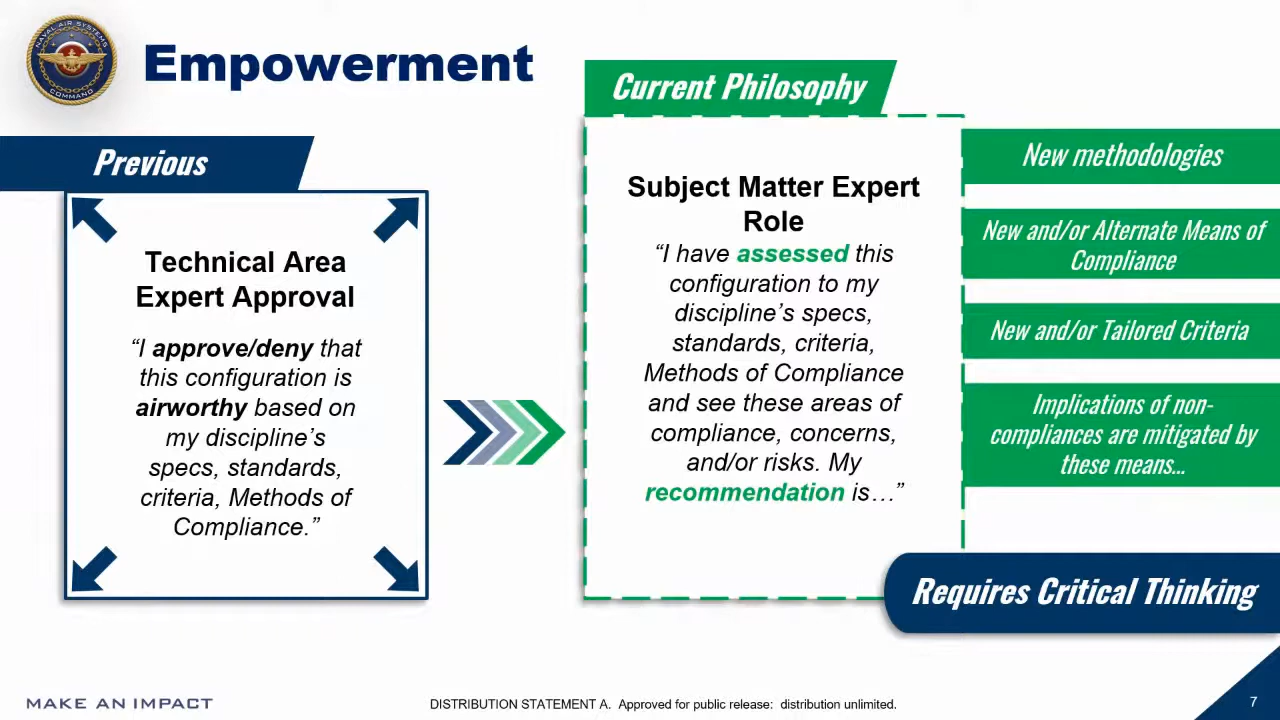 NAVAL AIR SYSTEMS
COMMAND
Empowerment
Previous
Technical Area
Expert Approval
“I approve/deny that
this configuration is
airworthy based on
my discipline’s
specs, standards,
criteria, Methods of
Compliance.”
Current Philosophy
Subject Matter Expert
Role
“I have assessed this
configuration to my
discipline’s specs,
standards, criteria,
Methods of Compliance
and see these areas of
compliance, concerns,
and/or risks. My
recommendation is…”
New methodologies
New and/or Alternate Means of
Compliance
New and/or Tailored Criteria
Implications of non-
compliances are mitigated by
these means…
Requires Critical Thinking
MAKE AN IMPACT
DISTRIBUTION STATEMENT A. Approved for public release: distribution unlimited.
7